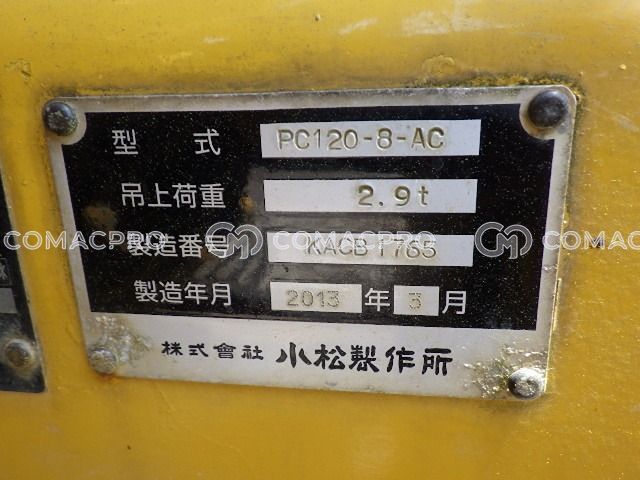 型 式 PC120-8-AC
吊上荷重 2.9t
COMACPRO COMACPRO
製造番号 KACB1765
製造年月 2013 年 3 月
株式會社 小松製作所